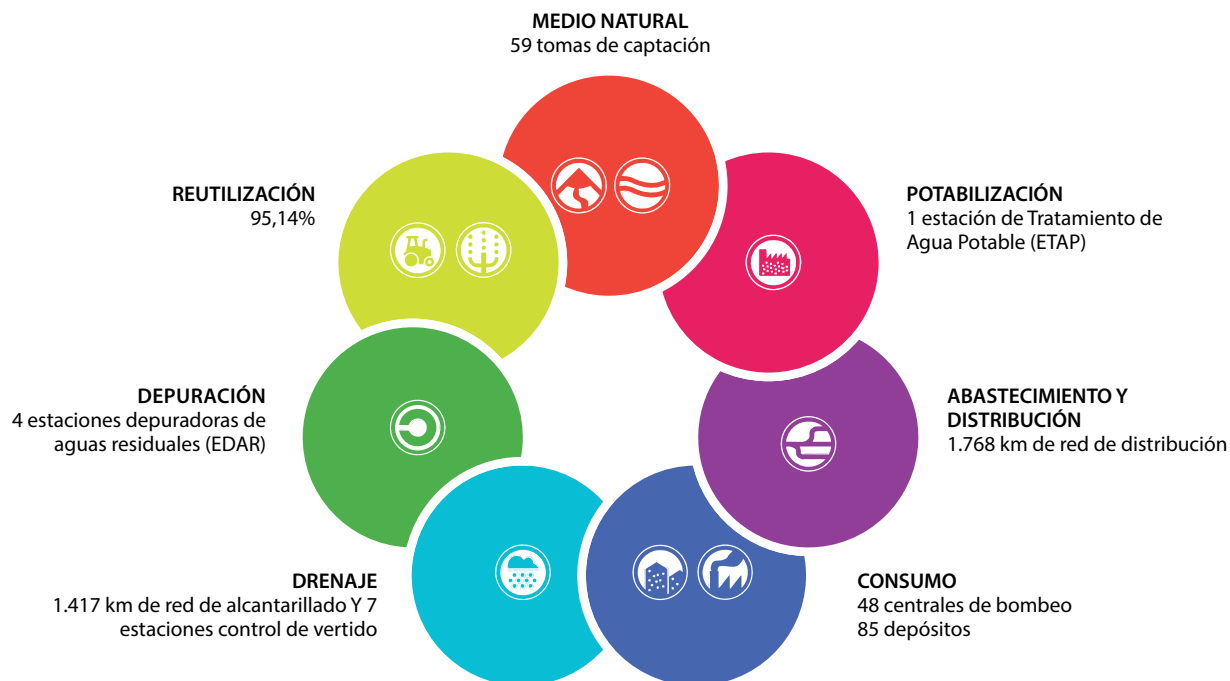 MEDIO NATURAL
59 tomas de captación
POTABILIZACIÓN
1 estación de Tratamiento de
Agua Potable (ETAP)
ABASTECIMIENTO Y
DISTRIBUCIÓN
1.768 km de red de distribución
CONSUMO
48 centrales de bombeo
85 depósitos
DRENAJE
1.417 km de red de alcantarillado Y 7
estaciones control de vertido
DEPURACIÓN
4 estaciones depuradoras de
aguas residuales (EDAR)
REUTILIZACIÓN
95,14%